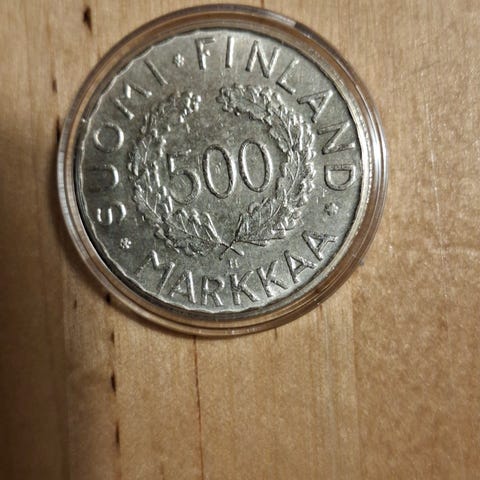 SUOMI * FINLAND
500
H
* MARKKAA *